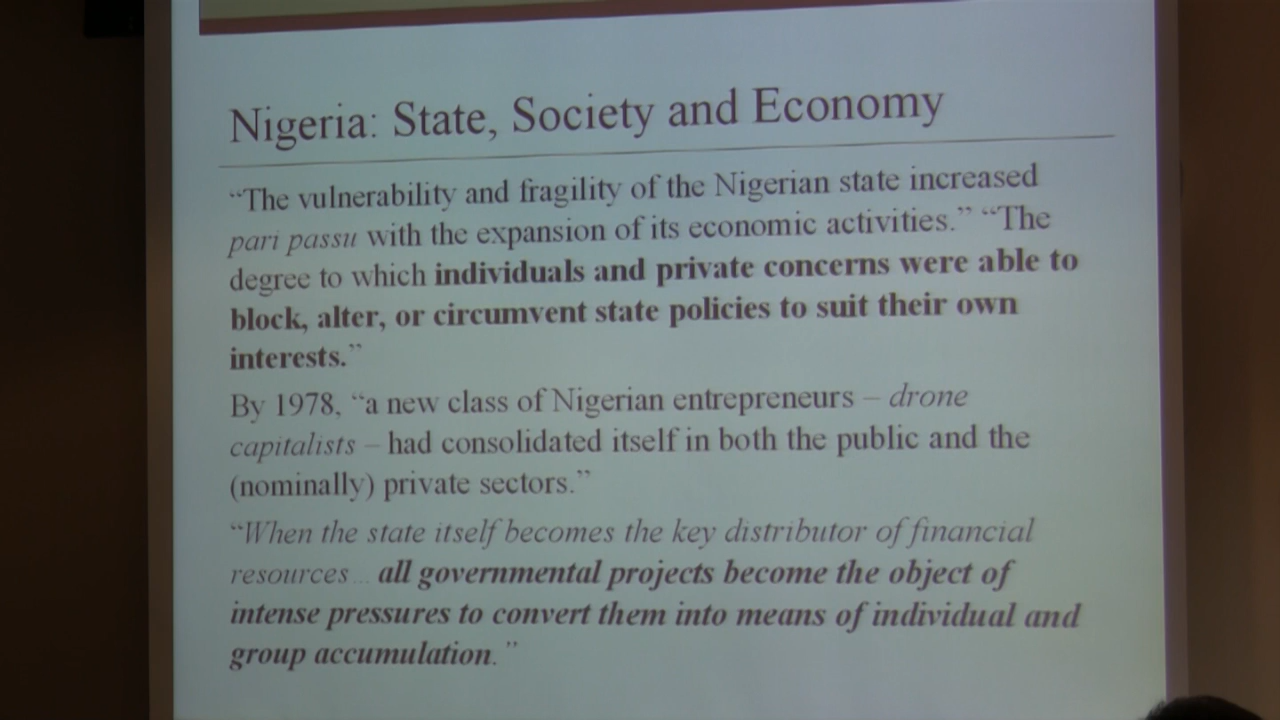 Nigeria: State, Society and Economy
“The vulnerability and fragility of the Nigerian state increased
pari passu with the expansion of its economic activities.” “The
degree to which individuals and private concerns were able to
block, alter, or circumvent state policies to suit their own
interests.”
By 1978, “a new class of Nigerian entrepreneurs – drone
capitalists – had consolidated itself in both the public and the
(nominally) private sectors.”
“When the state itself becomes the key distributor of financial
resources... all governmental projects become the object of
intense pressures to convert them into means of individual and
group accumulation.”